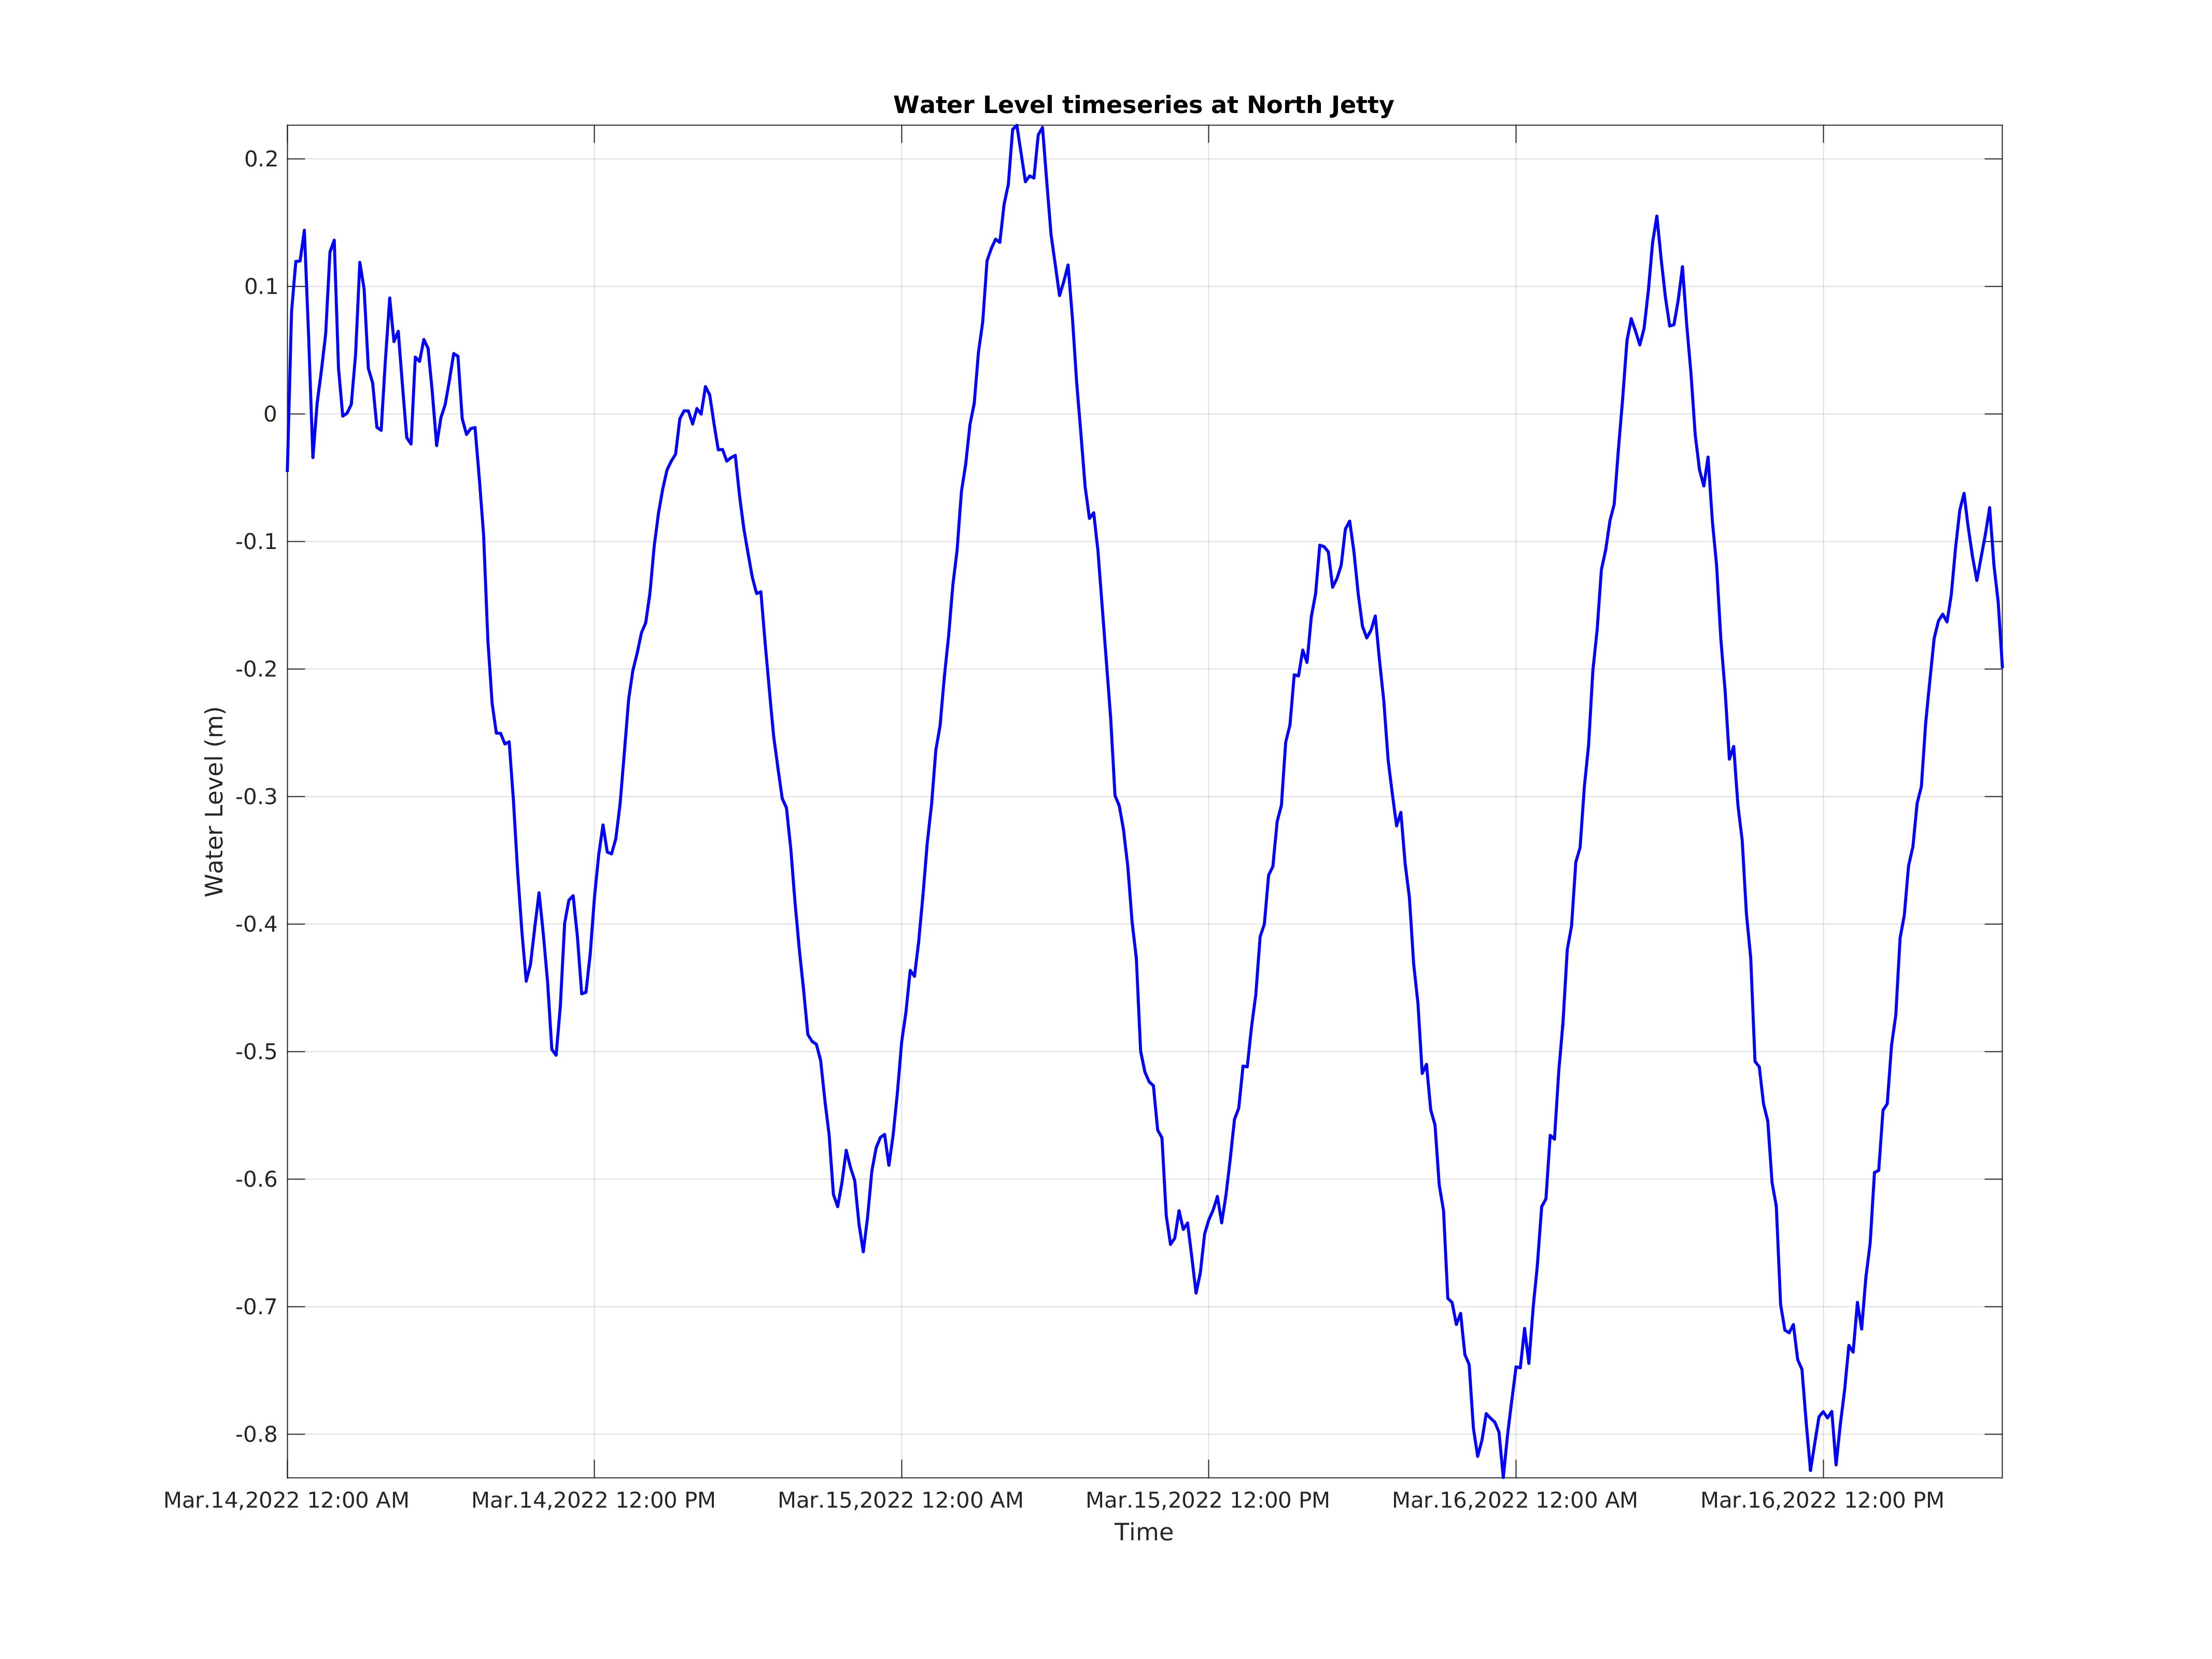 Water Level timeseries at North Jetty
0.2
0.1
0
-0.1
-0.2
-0.3
-0.4
-0.5
-0.6
-0.7
-0.8
Water Level (m)
Mar.14,2022 12:00 AM
Mar.14,2022 12:00 PM
Mar.15,2022 12:00 AM
Mar.15,2022 12:00 PM
Mar.16,2022 12:00 AM
Mar.16,2022 12:00 PM
Time